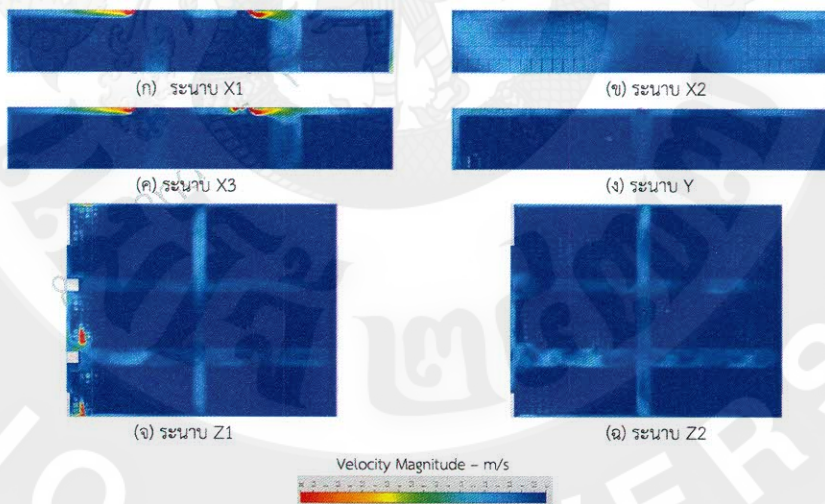 (ก) ระนาบ X1
(ข) ระนาบ X2
(ค) ระนาบ X3
(ง) ระนาบ Y
(จ) ระนาบ Z1
(ฉ) ระนาบ Z2
Velocity Magnitude – m/s